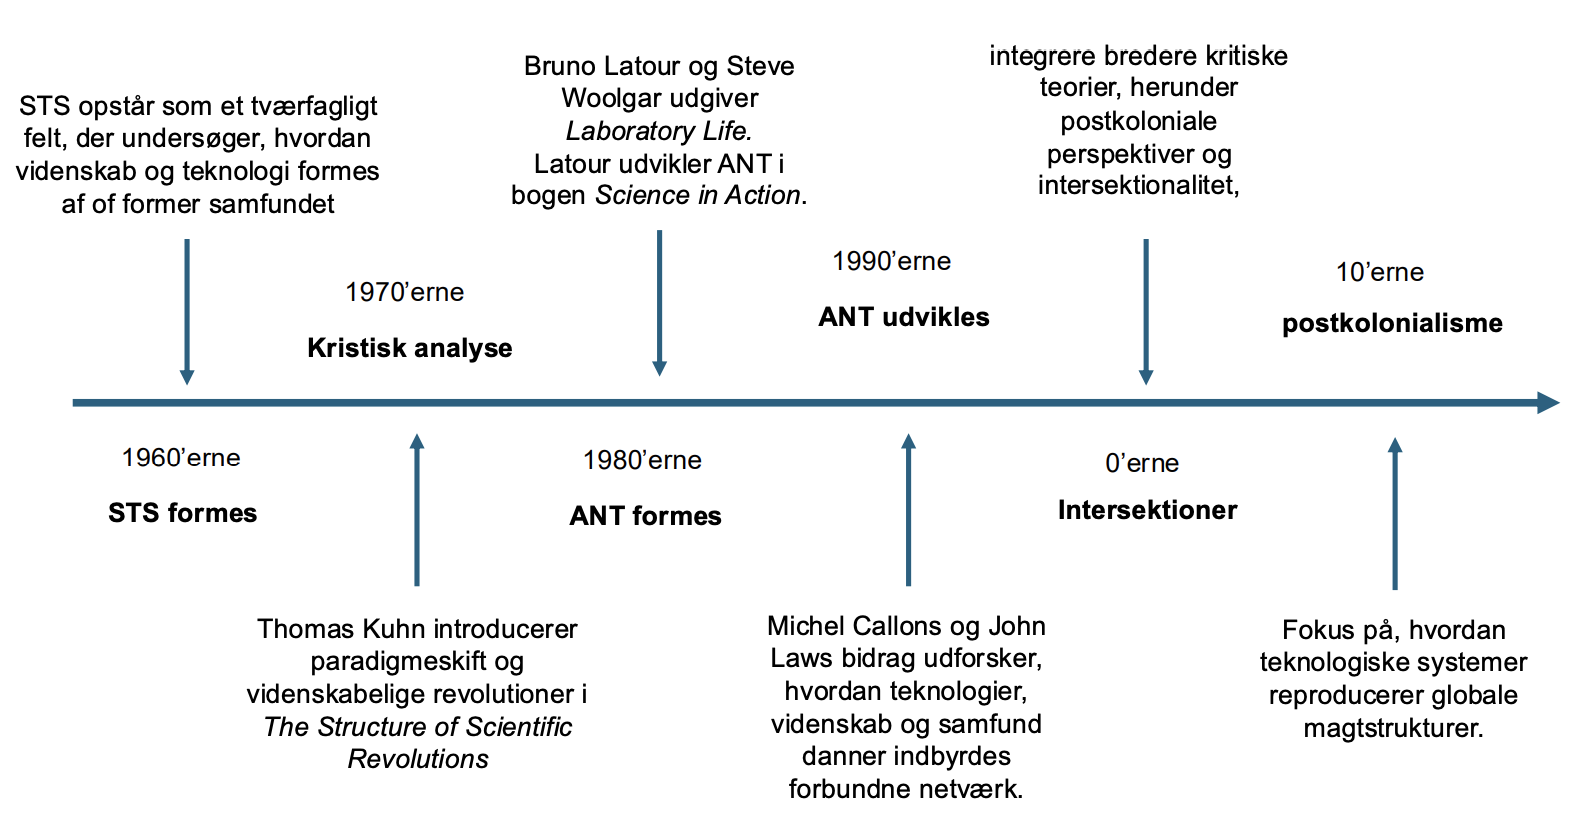 STS opstår som et tværfagligt
felt, der undersøger, hvordan
videnskab og teknologi formes
af of former samfundet
1960’erne
STS formes
1970’erne
Kristisk analyse
Thomas Kuhn introducerer
paradigmeskift og
videnskabelige revolutioner i
The Structure of Scientific
Revolutions
Bruno Latour og Steve
Woolgar udgiver
Laboratory Life.
Latour udvikler ANT i
bogen Science in Action.
1980’erne
ANT formes
1990’erne
ANT udvikles
Michel Callons og John
Laws bidrag udforsker,
hvordan teknologier,
videnskab og samfund
danner indbyrdes
forbundne netværk.
integrere bredere kritiske
teorier, herunder
postkoloniale
perspektiver og
intersektionalitet,
0’erne
Intersektioner
10’erne
postkolonialisme
Fokus på, hvordan
teknologiske systemer
reproducerer globale
magtstrukturer.